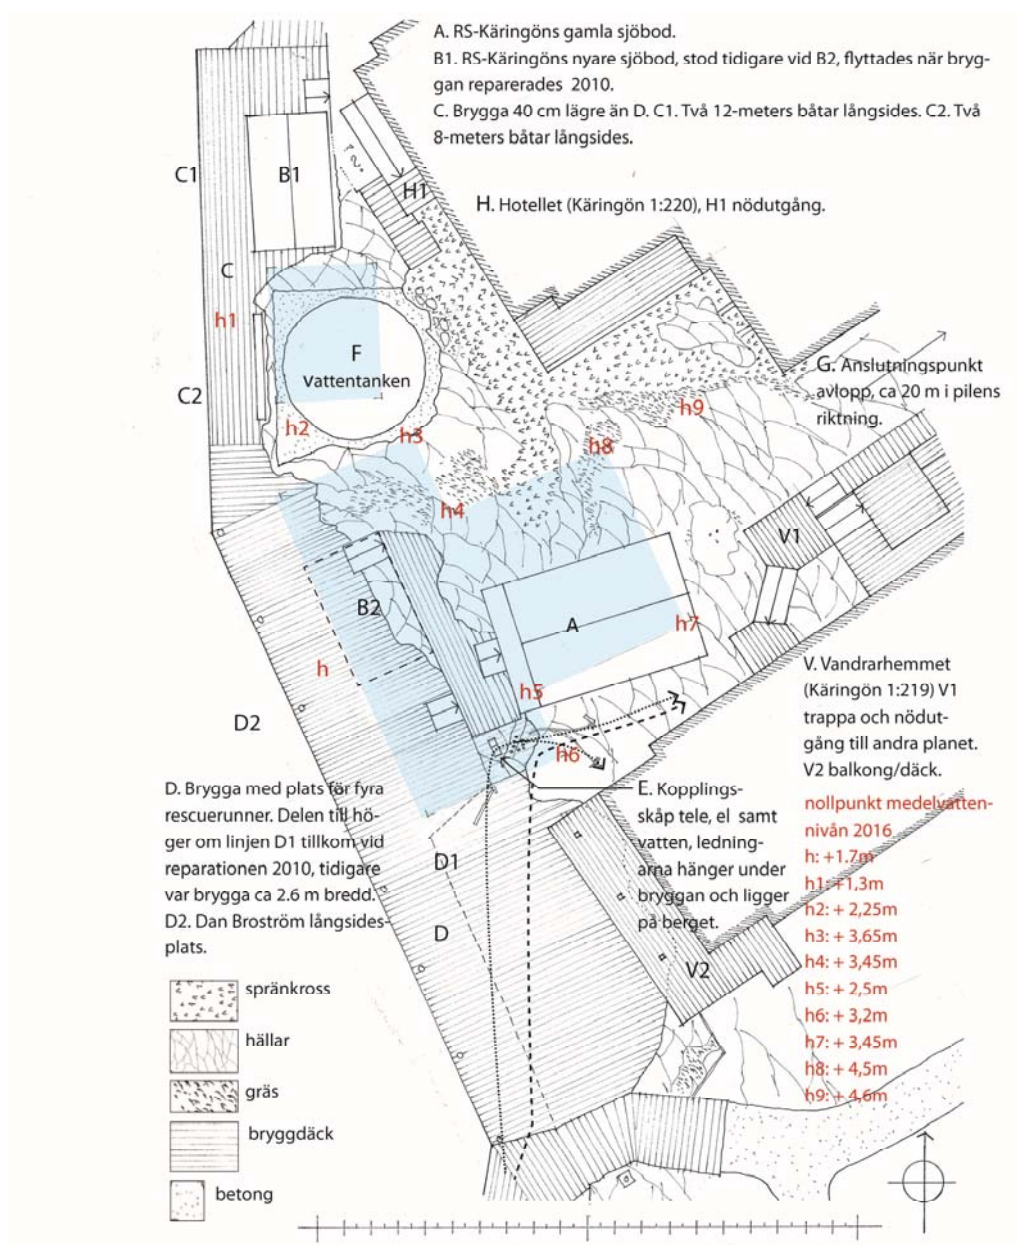 A. RS-Käringöns gamla sjöbod.
B1. RS-Käringöns nyare sjöbod, stod tidigare vid B2, flyttades när bryg-
gan reparerades 2010.
C. Brygga 40 cm lägre än D. C1. Två 12-meters båtar långsides. C2. Två
8-meters båtar långsides.
C1
B1
H1
H. Hotellet (Käringön 1:220), H1 nödutgång.
C
h1
F
Vattentanken
C2
G. Anslutningspunkt
avlopp, ca 20 m i pilens
riktning.
h2
h3
h9
h8
h4
V1
B2
A
h7
h
h5
D2
h6
V. Vandrarhemmet
(Käringön 1:219) V1
trappa och nödut-
gång till andra planet.
V2 balkong/däck.
D. Brygga med plats för fyra
rescuerunner. Delen till hö-
ger om linjen D1 tillkom vid
reparationen 2010, tidigare
var brygga ca 2.6 m bredd.
D2. Dan Broström långsides-
plats.
E. Kopplings-
skåp tele, el samt
vatten, ledning-
arna hänger under
bryggan och ligger
på berget.
D1
D
V2
nollpunkt medelvatten-
nivån 2016
h: +1.7m
h1: +1,3m
h2: + 2,25m
h3: + 3,65m
h4: + 3,45m
h5: + 2,5m
h6: + 3,2m
h7: + 3,45m
h8: + 4,5m
h9: + 4,6m
spränkross
hällar
gräs
bryggdäck
betong